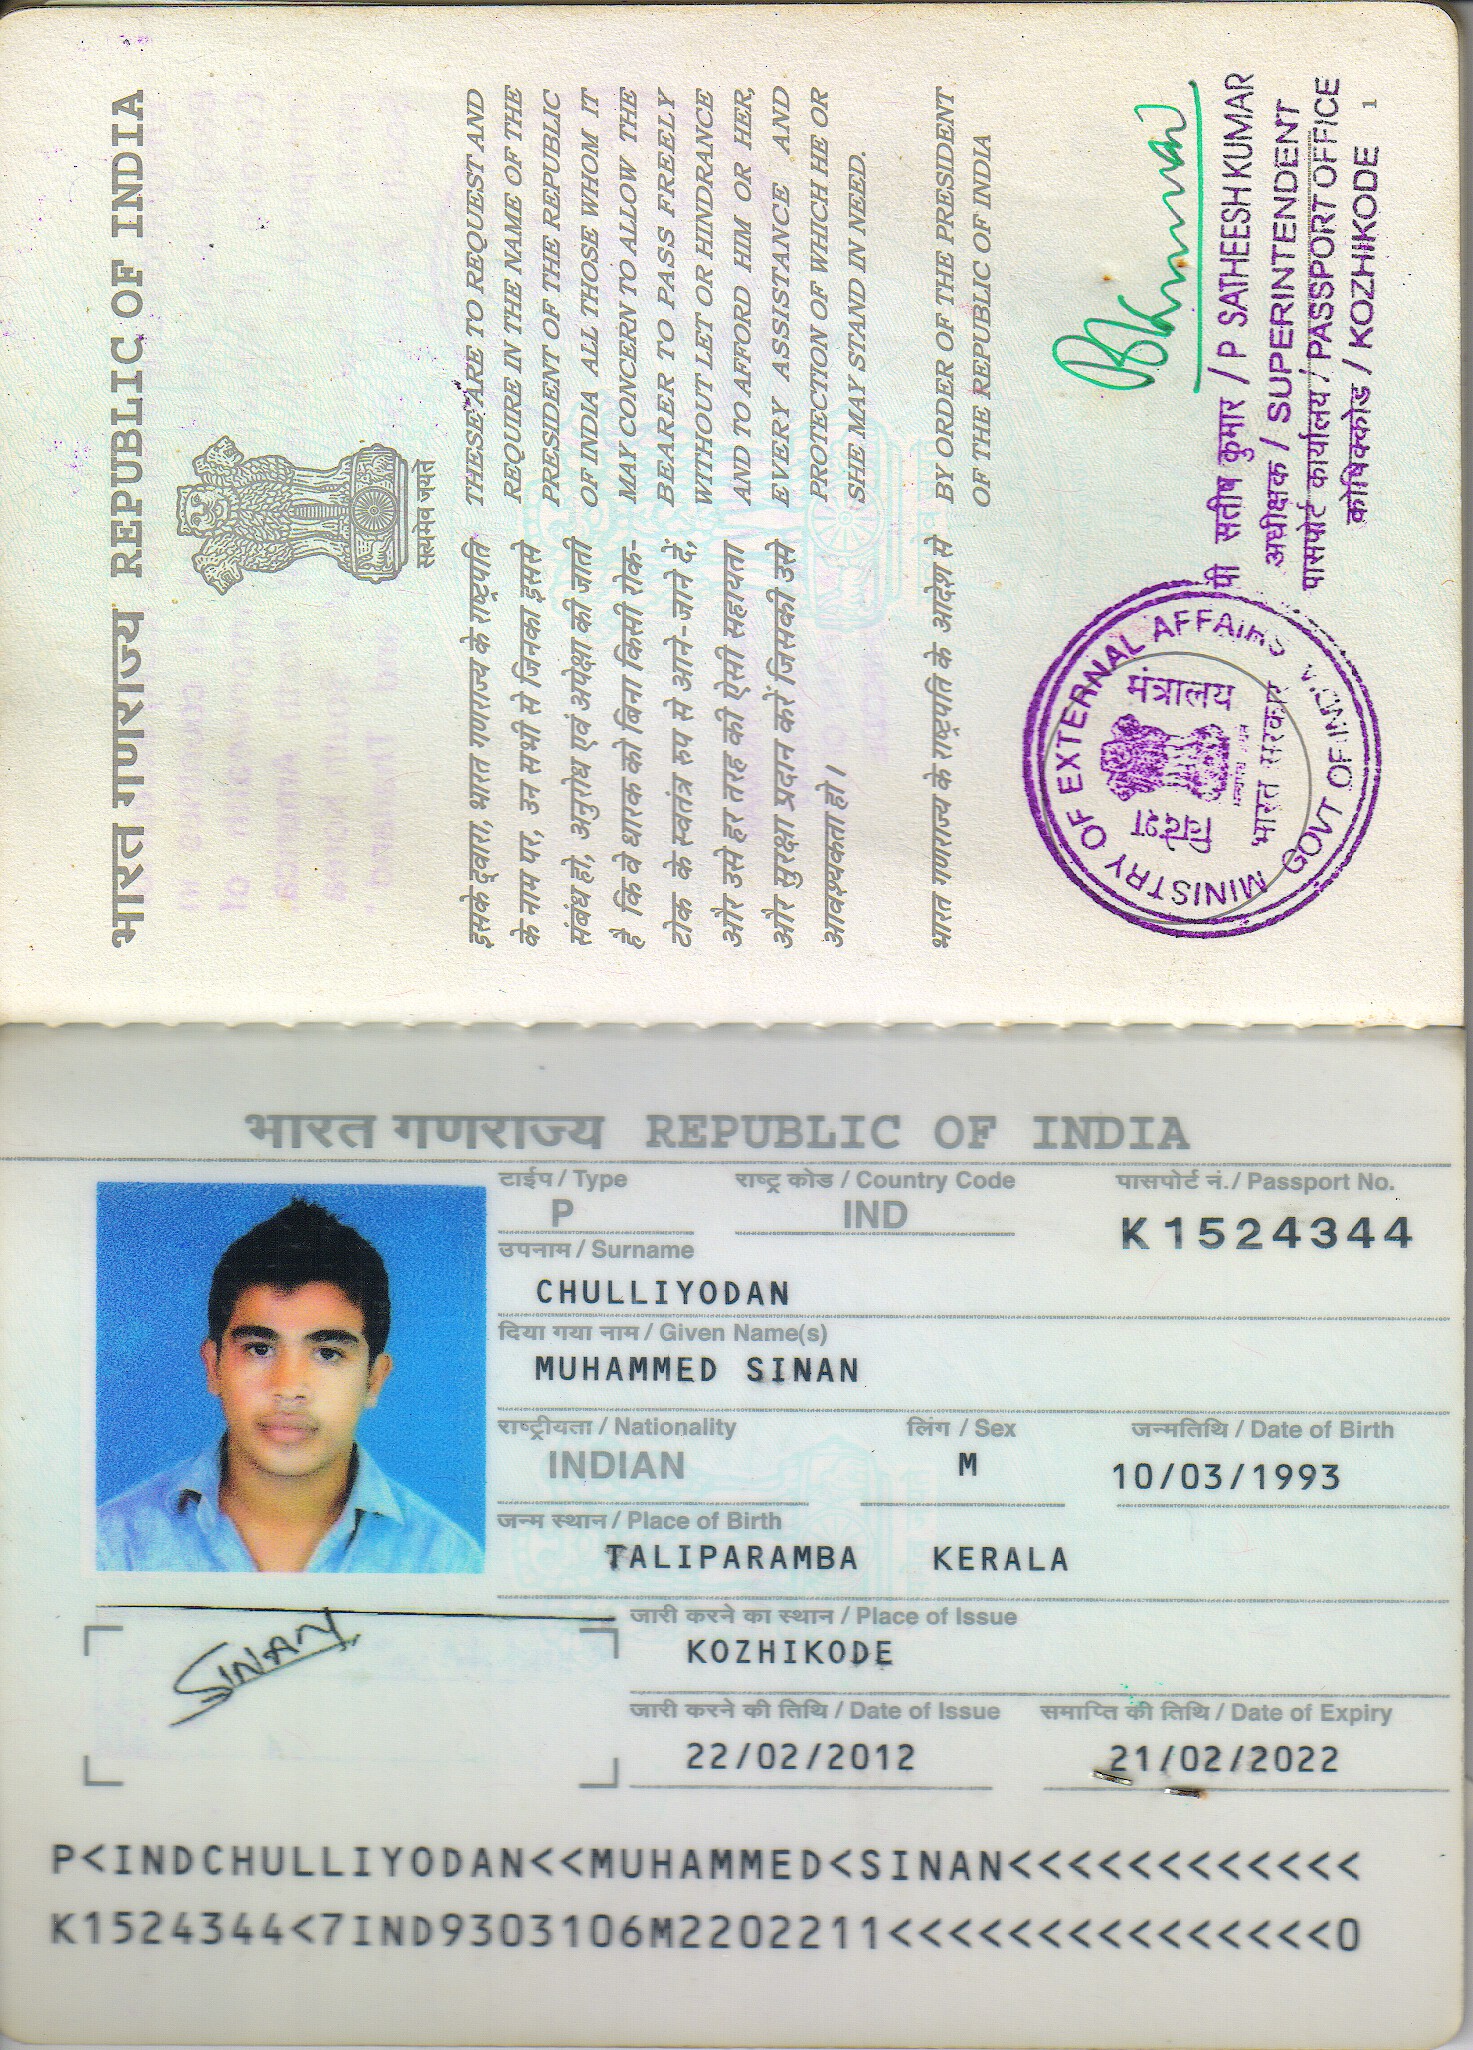 भारत गणराज्य REPUBLIC OF INDIA
सत्यमेव जयते
इसके द्वारा, भारत गणराज्य के राष्ट्रपति
के नाम पर, उन सभी से जिनका इससे
संबंध हो, अनुरोध एवं अपेक्षा की जाती
है कि वे धारक को बिना किसी रोक-
टोक के स्वतंत्र रुप से आने-जाने दें,
और उसे हर तरह की ऐसी सहायता
और सुरक्षा प्रदान करें जिसकी उसे
आवश्यकता हो।
भारत गणराज्य के राष्ट्रपति के आदेश से
THESE ARE TO REQUEST AND
REQUIRE IN THE NAME OF THE
PRESIDENT OF THE REPUBLIC
OF INDIA ALL THOSE WHOM IT
MAY CONCERN TO ALLOW THE
BEARER TO PASS FREELY
WITHOUT LET OR HINDRANCE
AND TO AFFORD HIM OR HER,
EVERY ASSISTANCE AND
PROTECTION OF WHICH HE OR
SHE MAY STAND IN NEED.
BY ORDER OF THE PRESIDENT
OF THE REPUBLIC OF INDIA
MINISTRY OF EXTERNAL AFFAIRS
विदेश मंत्रालय
भारत सरकार
GOVT OF INDIA
पी सतीष कुमार / P SATHEESH KUMAR
अधीक्षक / SUPERINTENDENT
पासपोर्ट कार्यालय / PASSPORT OFFICE
कोषिक्कोड / KOZHIKODE
1
भारत गणराज्य REPUBLIC OF INDIA
टाईप / Type राष्ट्र कोड / Country Code पासपोर्ट नं. / Passport No.
P IND K1524344
उपनाम / Surname
CHULLIYODAN
दिया गया नाम / Given Name(s)
MUHAMMED SINAN
राष्ट्रीयता / Nationality लिंग / Sex जन्मतिथि / Date of Birth
INDIAN M 10/03/1993
जन्म स्थान / Place of Birth
TALIPARAMBA KERALA
जारी करने का स्थान / Place of Issue
KOZHIKODE
SINAN
जारी करने की तिथि / Date of Issue समाप्ति की तिथि / Date of Expiry
22/02/2012 21/02/2022
P<INDCHULLIYODAN<<MUHAMMED<SINAN<<<<<<<<<<<<
K1524344<7IND9303106M2202211<<<<<<<<<<<<<<<0